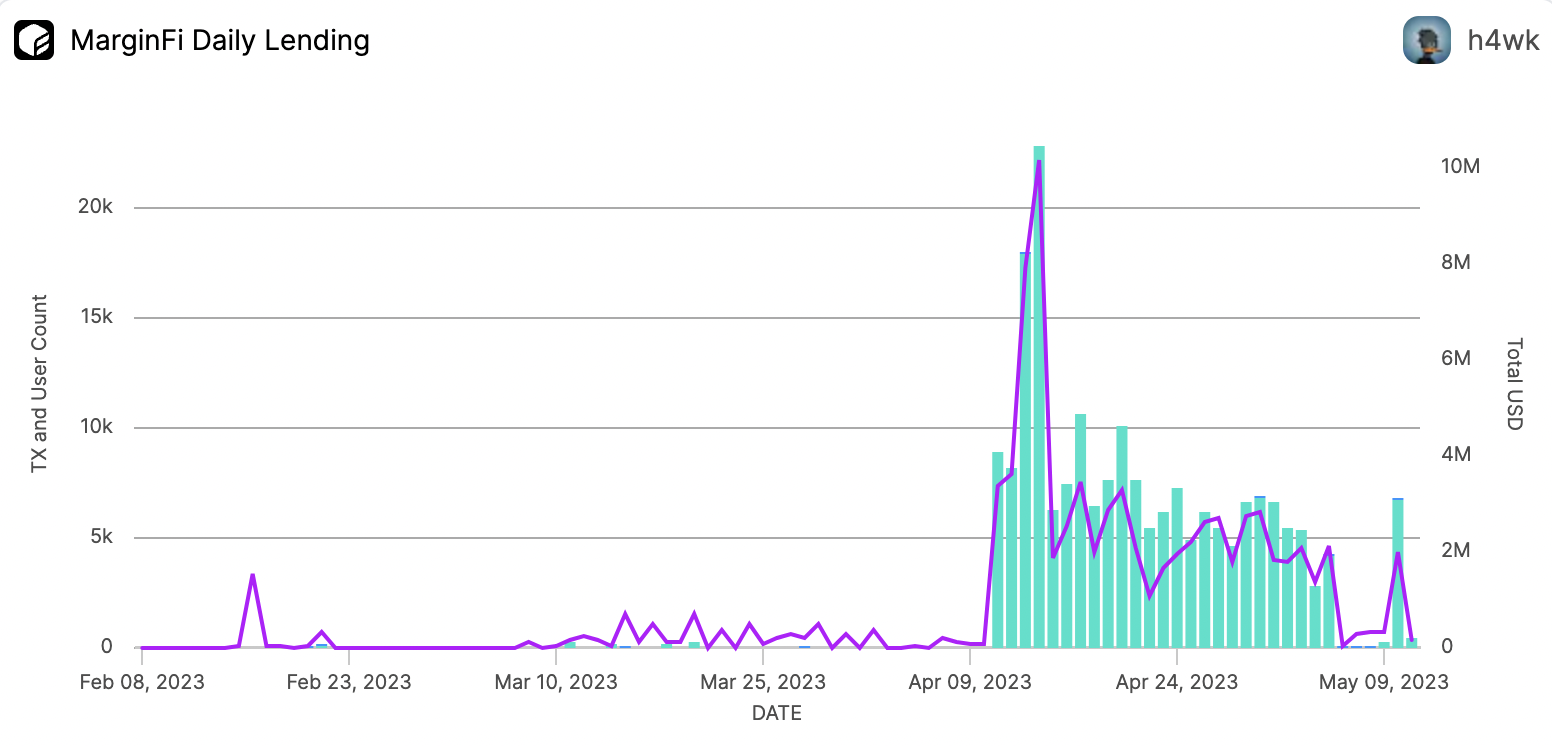 MarginFi Daily Lending
h4wk
20k
15k
10k
5k
0
TX and User Count
10M
8M
6M
4M
2M
0
Total USD
Feb 08, 2023
Feb 23, 2023
Mar 10, 2023
Mar 25, 2023
Apr 09, 2023
Apr 24, 2023
May 09, 2023
DATE